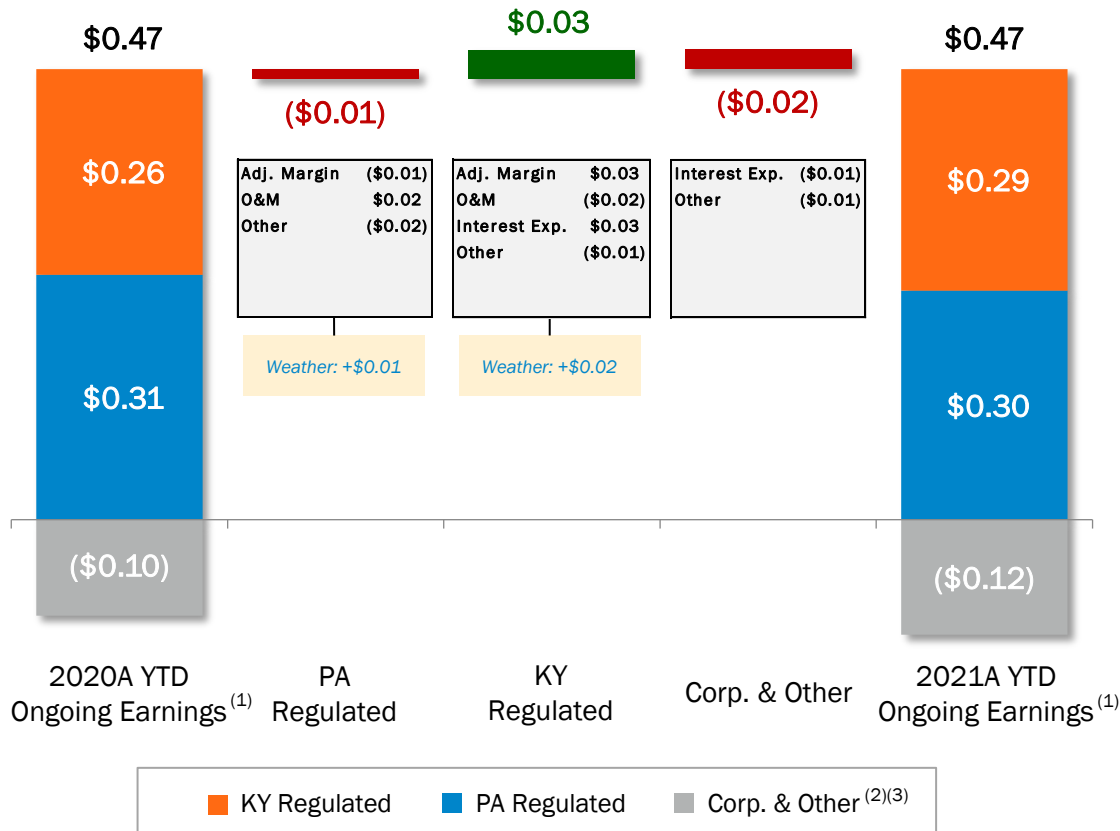 $0.47
$0.03
$0.47
($0.01)
($0.02)
$0.26
$0.29
Adj. Margin ($0.01)
O&M $0.02
Other ($0.02)
Adj. Margin $0.03
O&M ($0.02)
Interest Exp. $0.03
Other ($0.01)
Interest Exp. ($0.01)
Other ($0.01)
Weather: +$0.01
Weather: +$0.02
$0.31
$0.30
($0.10)
($0.12)
2020A YTD
Ongoing Earnings (1)
PA
Regulated
KY
Regulated
Corp. & Other
2021A YTD
Ongoing Earnings (1)
KY Regulated PA Regulated Corp. & Other (2)(3)